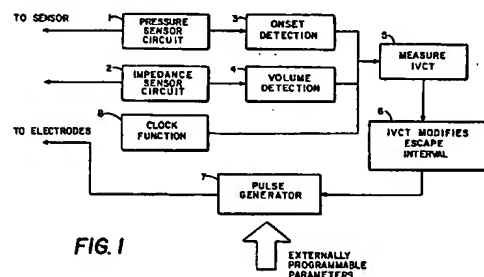 TO SENSOR
1
PRESSURE
SENSOR
CIRCUIT
3
ONSET
DETECTION
2
IMPEDANCE
SENSOR
CIRCUIT
4
VOLUME
DETECTION
5
MEASURE
IVCT
8
CLOCK
FUNCTION
6
IVCT MODIFIES
ESCAPE
INTERVAL
TO ELECTRODES
7
PULSE
GENERATOR
FIG. 1
EXTERNALLY
PROGRAMMABLE
PARAMETERS